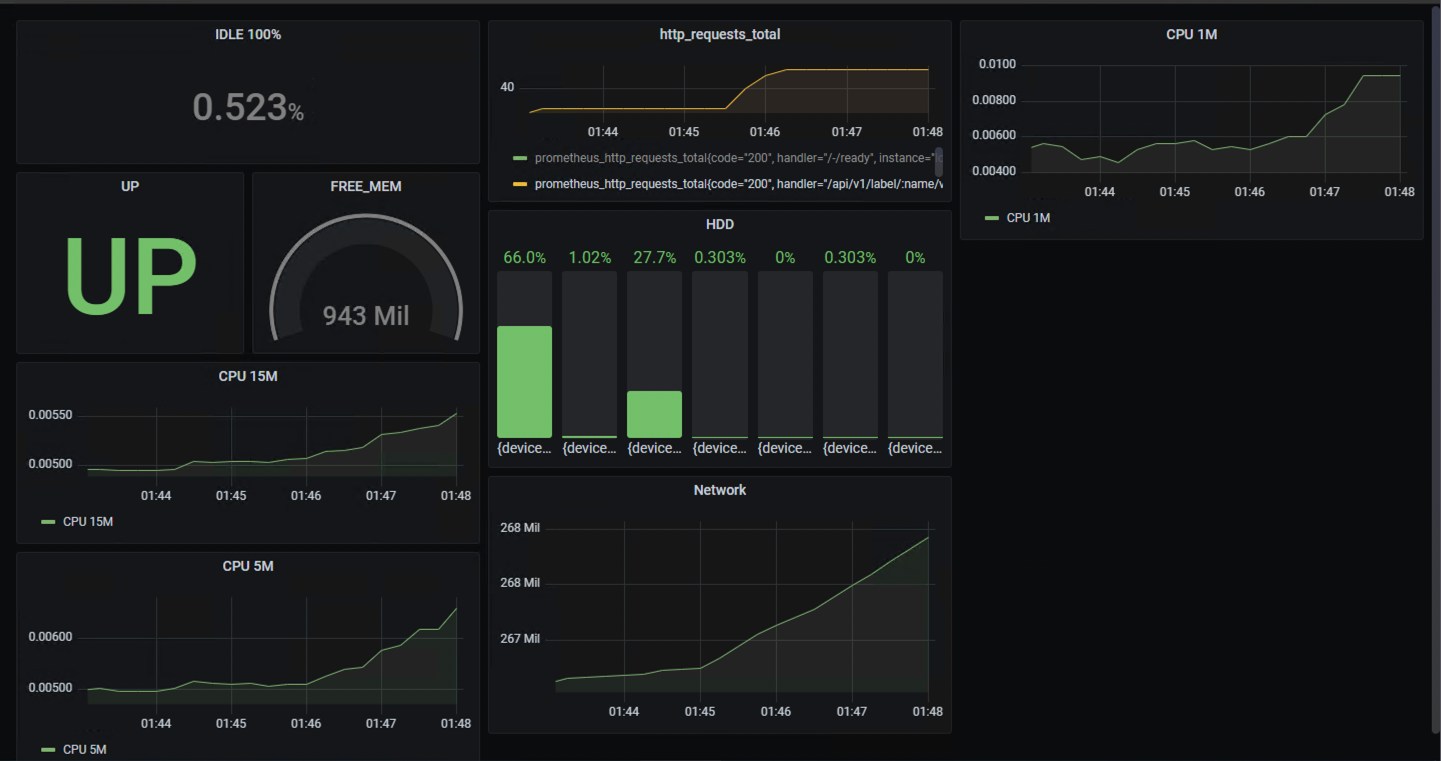 IDLE 100%
0.523%
UP
UP
FREE_MEM
943 Mil
CPU 15M
0.00550
0.00500
01:44 01:45 01:46 01:47 01:48
CPU 15M
CPU 5M
0.00600
0.00500
01:44 01:45 01:46 01:47 01:48
CPU 5M
http_requests_total
40
01:44 01:45 01:46 01:47 01:48
prometheus_http_requests_total{code="200", handler="/-/ready", instance="
prometheus_http_requests_total{code="200", handler="/api/v1/label/:name/v
HDD
66.0% 1.02% 27.7% 0.303% 0% 0.303% 0%
{device... {device... {device... {device... {device... {device... {device...
Network
268 Mil
268 Mil
267 Mil
01:44 01:45 01:46 01:47 01:48
CPU 1M
0.0100
0.00800
0.00600
0.00400
01:44 01:45 01:46 01:47 01:48
CPU 1M